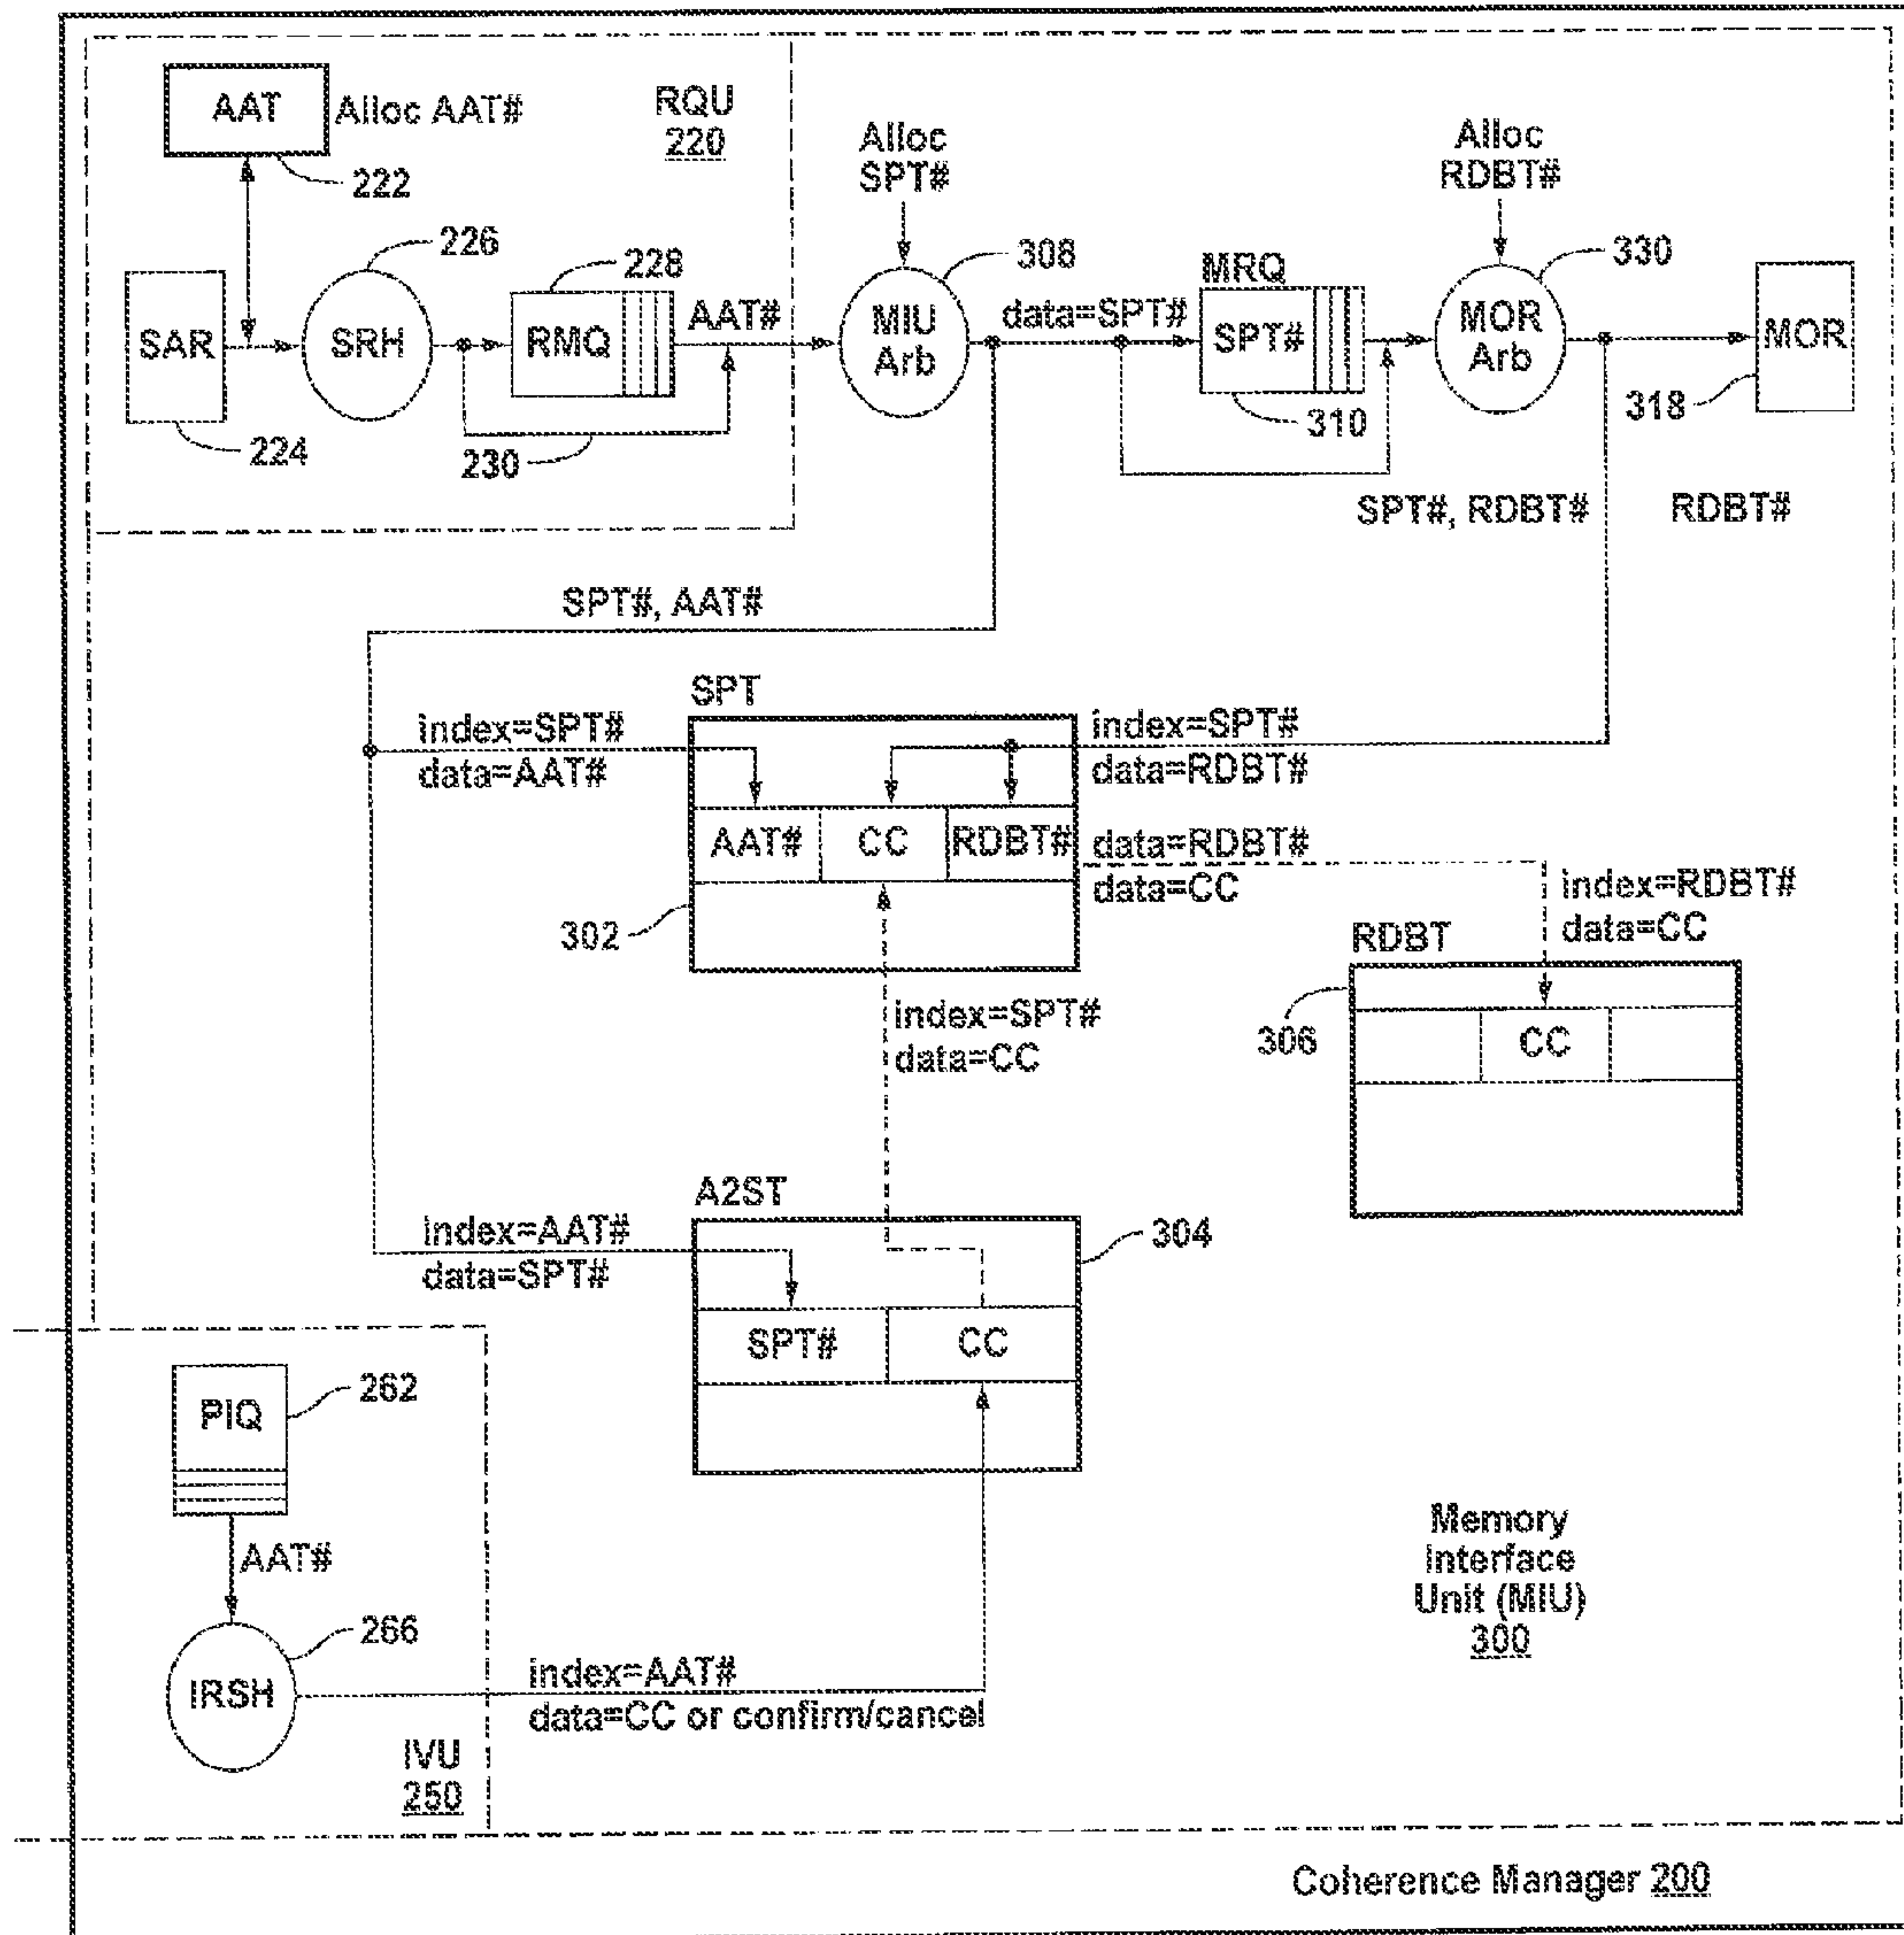 AAT
Alloc AAT#
RQU
220
222
226
228
SAR
SRH
RMQ
AAT#
224
230
Alloc
SPT#
308
MIU
Arb
data=SPT#
MRQ
SPT#
310
Alloc
RDBT#
330
MOR
Arb
MOR
318
SPT#, RDBT#
RDBT#
SPT#, AAT#
SPT
index=SPT#
data=AAT#
index=SPT#
data=RDBT#
AAT#
CC
RDBT#
data=RDBT#
data=CC
302
index=RDBT#
data=CC
RDBT
306
CC
index=SPT#
data=CC
A2ST
304
index=AAT#
data=SPT#
SPT#
CC
PIQ
262
AAT#
266
IRSH
index=AAT#
data=CC or confirm/cancel
IVU
250
Memory
Interface
Unit (MIU)
300
Coherence Manager 200